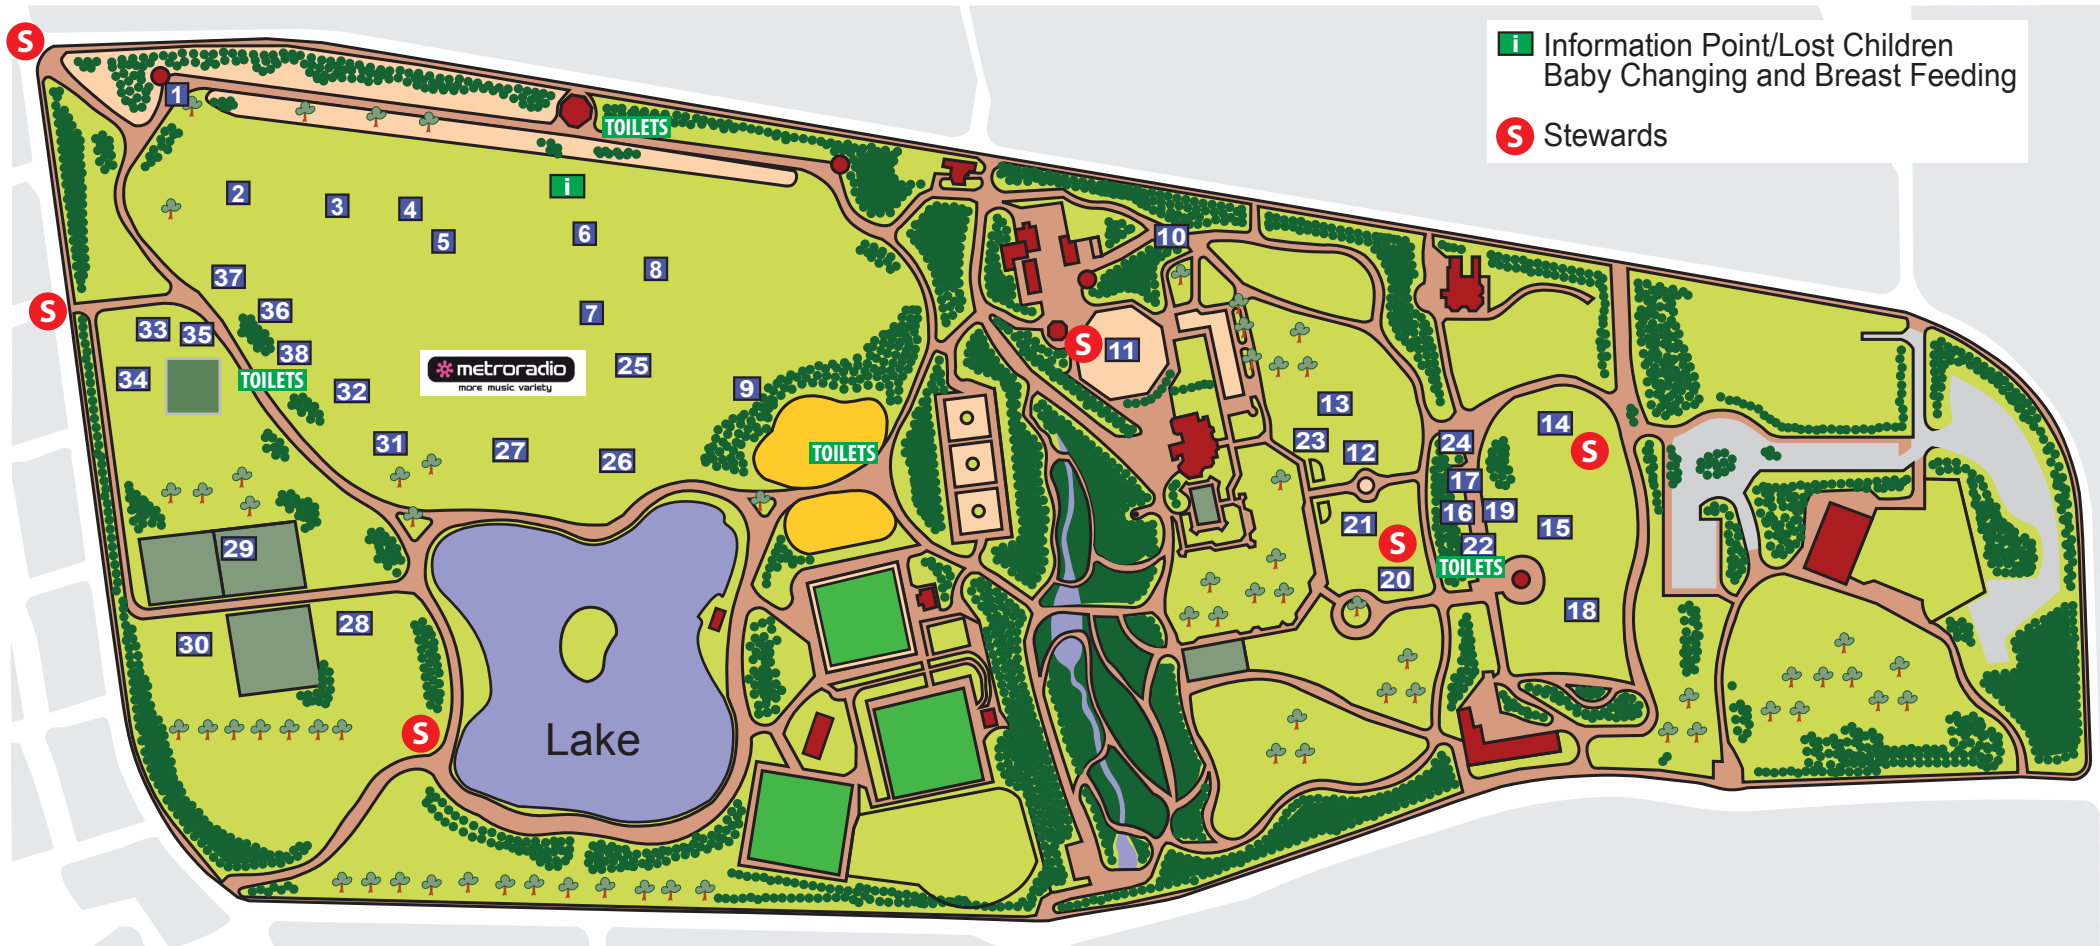 S
i Information Point/Lost Children
Baby Changing and Breast Feeding
S Stewards
1
TOILETS
i
2
3
4
5
6
7
8
10
37
36
33
35
38
34
TOILETS
32
31
metroradio
more music variety
25
9
27
26
TOILETS
S
S
11
13
23
12
14
S
24
17
16
19
15
21
S
22
TOILETS
20
18
29
28
30
S
Lake